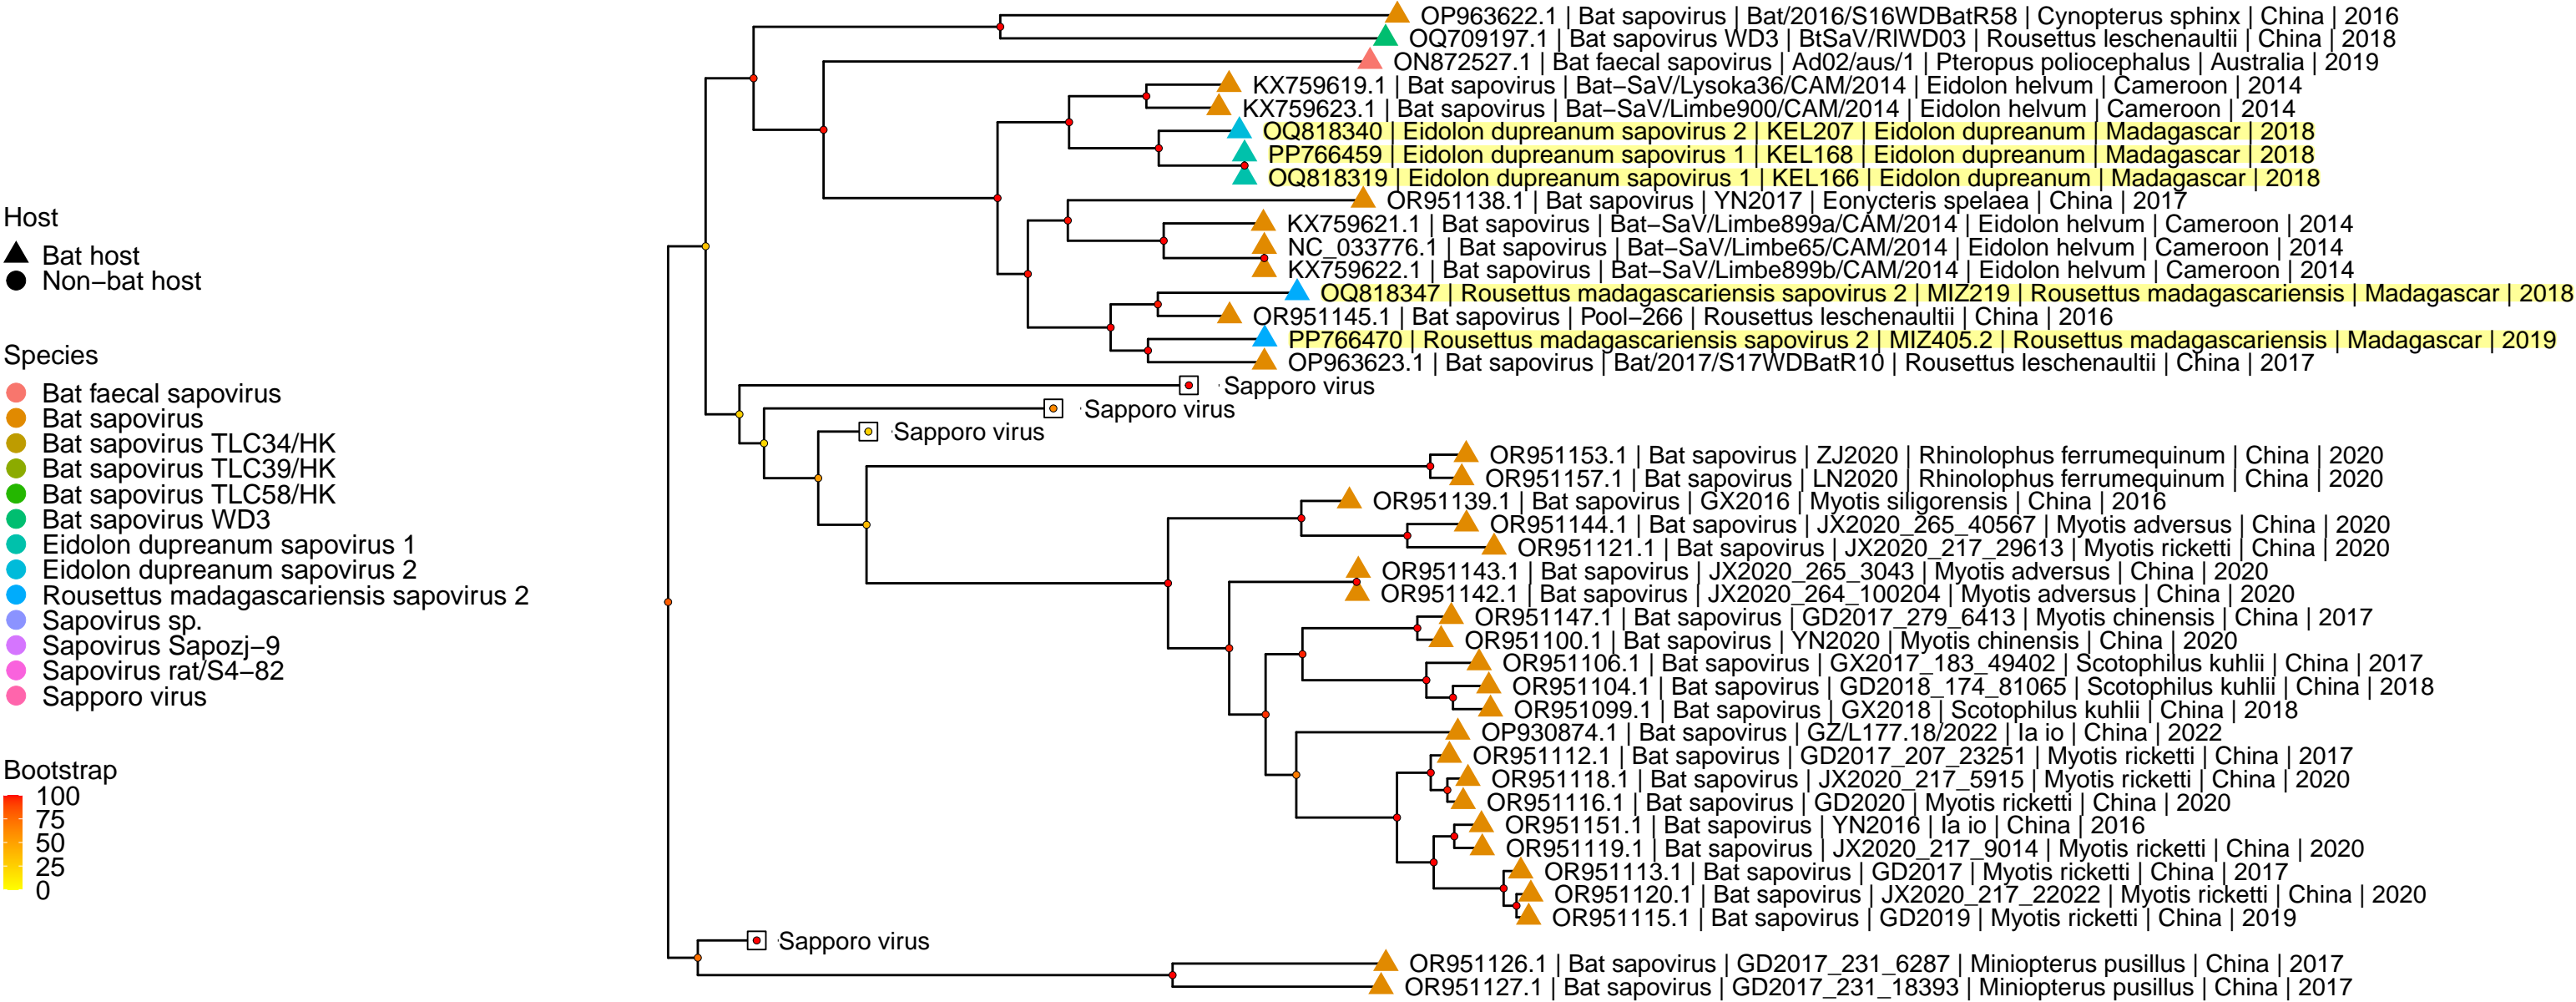 Host
Bat host
Non−bat host
Species
Bat faecal sapovirus
Bat sapovirus
Bat sapovirus TLC34/HK
Bat sapovirus TLC39/HK
Bat sapovirus TLC58/HK
Bat sapovirus WD3
Eidolon dupreanum sapovirus 1
Eidolon dupreanum sapovirus 2
Rousettus madagascariensis sapovirus 2
Sapovirus sp.
Sapovirus Sapozj−9
Sapovirus rat/S4−82
Sapporo virus
Bootstrap
100
75
50
25
0
OP963622.1 | Bat sapovirus | Bat/2016/S16WDBatR58 | Cynopterus sphinx | China | 2016
OQ709197.1 | Bat sapovirus WD3 | BtSaV/RlWD03 | Rousettus leschenaultii | China | 2018
ON872527.1 | Bat faecal sapovirus | Ad02/aus/1 | Pteropus poliocephalus | Australia | 2019
KX759619.1 | Bat sapovirus | Bat−SaV/Lysoka36/CAM/2014 | Eidolon helvum | Cameroon | 2014
KX759623.1 | Bat sapovirus | Bat−SaV/Limbe900/CAM/2014 | Eidolon helvum | Cameroon | 2014
OQ818340 | Eidolon dupreanum sapovirus 2 | KEL207 | Eidolon dupreanum | Madagascar | 2018
PP766459 | Eidolon dupreanum sapovirus 1 | KEL168 | Eidolon dupreanum | Madagascar | 2018
OQ818319 | Eidolon dupreanum sapovirus 1 | KEL166 | Eidolon dupreanum | Madagascar | 2018
OR951138.1 | Bat sapovirus | YN2017 | Eonycteris spelaea | China | 2017
KX759621.1 | Bat sapovirus | Bat−SaV/Limbe899a/CAM/2014 | Eidolon helvum | Cameroon | 2014
NC_033776.1 | Bat sapovirus | Bat−SaV/Limbe65/CAM/2014 | Eidolon helvum | Cameroon | 2014
KX759622.1 | Bat sapovirus | Bat−SaV/Limbe899b/CAM/2014 | Eidolon helvum | Cameroon | 2014
OQ818347 | Rousettus madagascariensis sapovirus 2 | MIZ219 | Rousettus madagascariensis | Madagascar | 2018
OR951145.1 | Bat sapovirus | Pool−266 | Rousettus leschenaultii | China | 2016
PP766470 | Rousettus madagascariensis sapovirus 2 | MIZ405.2 | Rousettus madagascariensis | Madagascar | 2019
OP963623.1 | Bat sapovirus | Bat/2017/S17WDBatR10 | Rousettus leschenaultii | China | 2017
Sapporo virus
Sapporo virus
Sapporo virus
OR951153.1 | Bat sapovirus | ZJ2020 | Rhinolophus ferrumequinum | China | 2020
OR951157.1 | Bat sapovirus | LN2020 | Rhinolophus ferrumequinum | China | 2020
OR951139.1 | Bat sapovirus | GX2016 | Myotis siligorensis | China | 2016
OR951144.1 | Bat sapovirus | JX2020_265_40567 | Myotis adversus | China | 2020
OR951121.1 | Bat sapovirus | JX2020_217_29613 | Myotis ricketti | China | 2020
OR951143.1 | Bat sapovirus | JX2020_265_3043 | Myotis adversus | China | 2020
OR951142.1 | Bat sapovirus | JX2020_264_100204 | Myotis adversus | China | 2020
OR951147.1 | Bat sapovirus | GD2017_279_6413 | Myotis chinensis | China | 2017
OR951100.1 | Bat sapovirus | YN2020 | Myotis chinensis | China | 2020
OR951106.1 | Bat sapovirus | GX2017_183_49402 | Scotophilus kuhlii | China | 2017
OR951104.1 | Bat sapovirus | GD2018_174_81065 | Scotophilus kuhlii | China | 2018
OR951099.1 | Bat sapovirus | GX2018 | Scotophilus kuhlii | China | 2018
OP930874.1 | Bat sapovirus | GZ/L177.18/2022 | Ia io | China | 2022
OR951112.1 | Bat sapovirus | GD2017_207_23251 | Myotis ricketti | China | 2017
OR951118.1 | Bat sapovirus | JX2020_217_5915 | Myotis ricketti | China | 2020
OR951116.1 | Bat sapovirus | GD2020 | Myotis ricketti | China | 2020
OR951151.1 | Bat sapovirus | YN2016 | Ia io | China | 2016
OR951119.1 | Bat sapovirus | JX2020_217_9014 | Myotis ricketti | China | 2020
OR951113.1 | Bat sapovirus | GD2017 | Myotis ricketti | China | 2017
OR951120.1 | Bat sapovirus | JX2020_217_22022 | Myotis ricketti | China | 2020
OR951115.1 | Bat sapovirus | GD2019 | Myotis ricketti | China | 2019
Sapporo virus
OR951126.1 | Bat sapovirus | GD2017_231_6287 | Miniopterus pusillus | China | 2017
OR951127.1 | Bat sapovirus | GD2017_231_18393 | Miniopterus pusillus | China | 2017